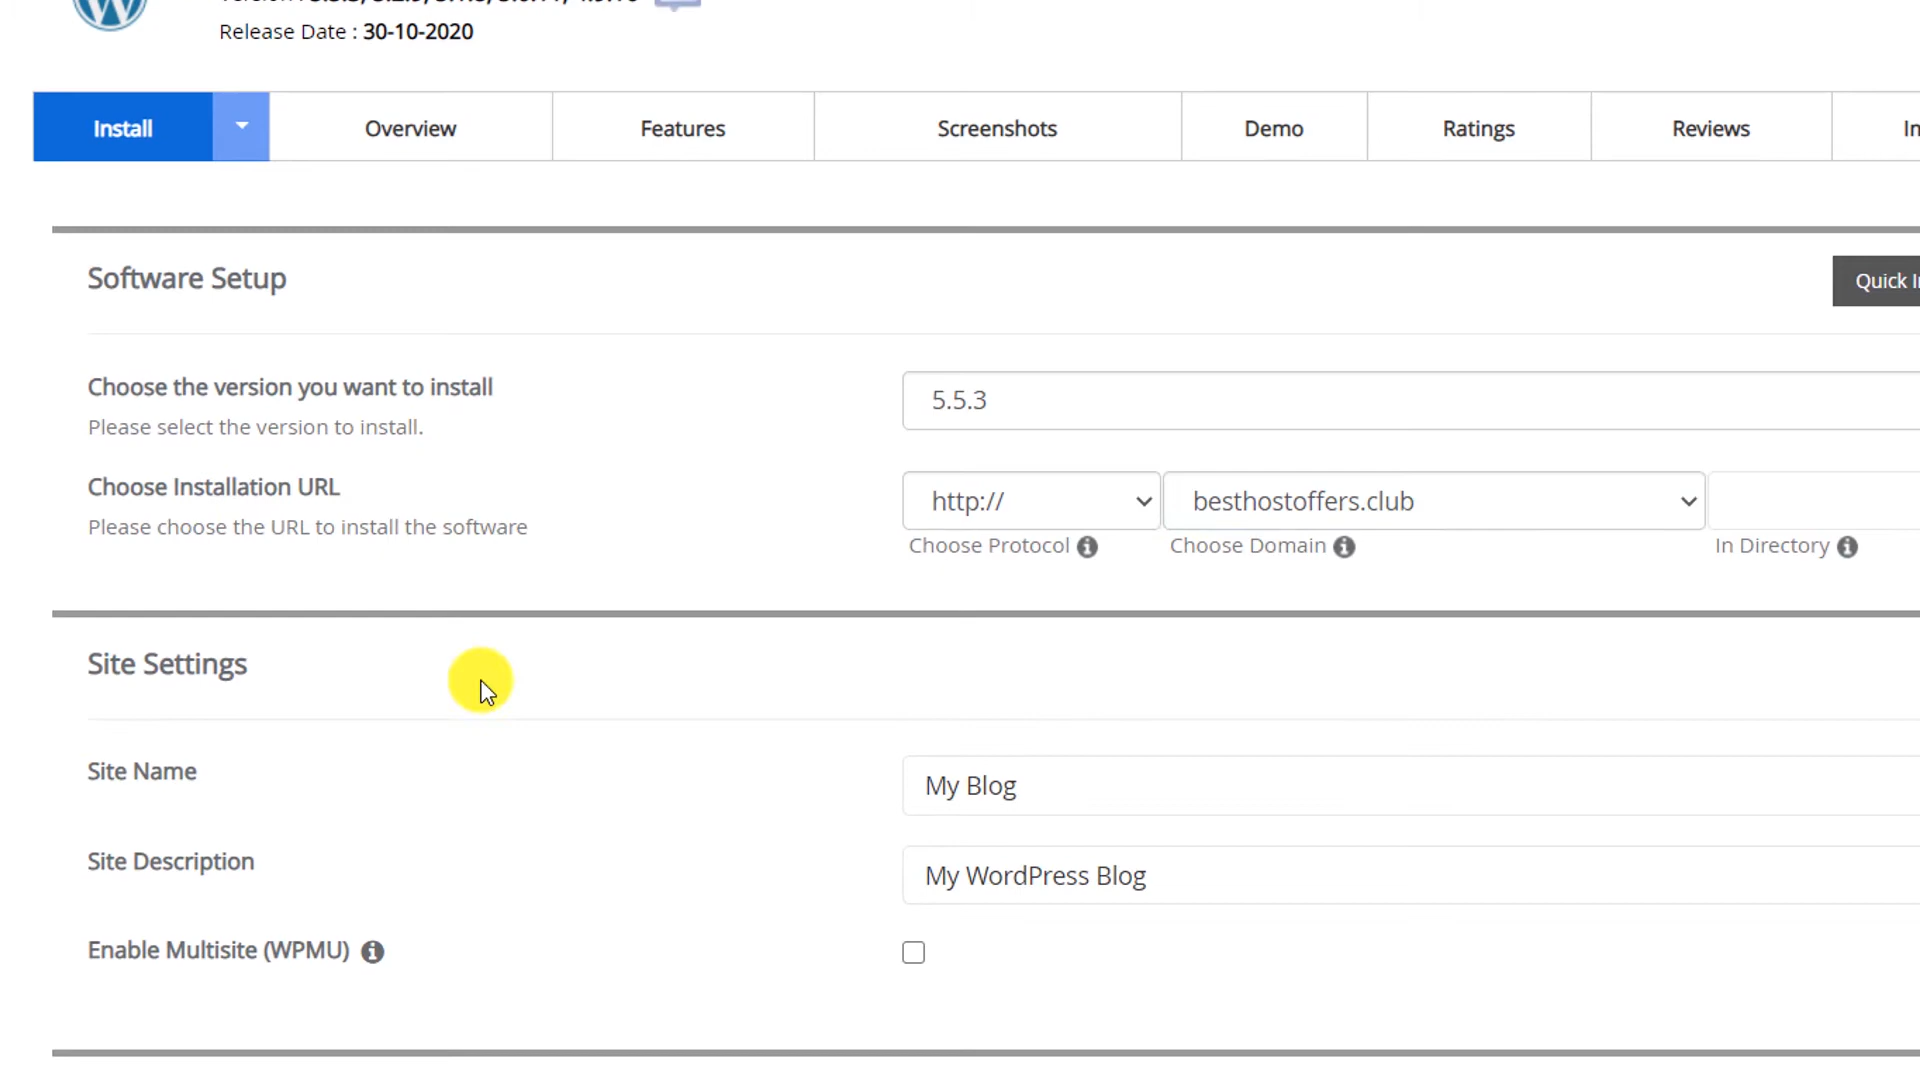 Release Date : 30-10-2020
Install
Overview
Features
Screenshots
Demo
Ratings
Reviews
Software Setup
Quick
Choose the version you want to install
Please select the version to install.
5.5.3
Choose Installation URL
Please choose the URL to install the software
http://
besthostoffers.club
Choose Protocol
Choose Domain
In Directory
Site Settings
Site Name
My Blog
Site Description
My WordPress Blog
Enable Multisite (WPMU)